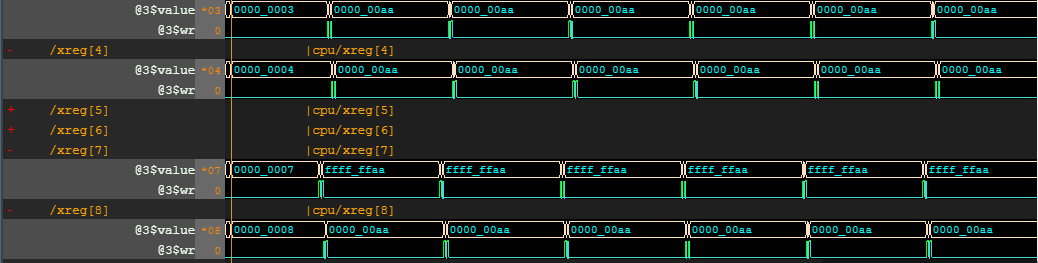 @3$value *03 0000_0003 0000_00aa 0000_00aa 0000_00aa 0000_00aa 0000_00aa 0000_00aa
@3$wr 0
- /xreg[4] |cpu/xreg[4]
@3$value *04 0000_0004 0000_00aa 0000_00aa 0000_00aa 0000_00aa 0000_00aa 0000_00aa
@3$wr 0
+ /xreg[5] |cpu/xreg[5]
+ /xreg[6] |cpu/xreg[6]
- /xreg[7] |cpu/xreg[7]
@3$value *07 0000_0007 ffff_ffaa ffff_ffaa ffff_ffaa ffff_ffaa ffff_ffaa ffff_ffaa
@3$wr 0
- /xreg[8] |cpu/xreg[8]
@3$value *08 0000_0008 0000_00aa 0000_00aa 0000_00aa 0000_00aa 0000_00aa 0000_00aa
@3$wr 0